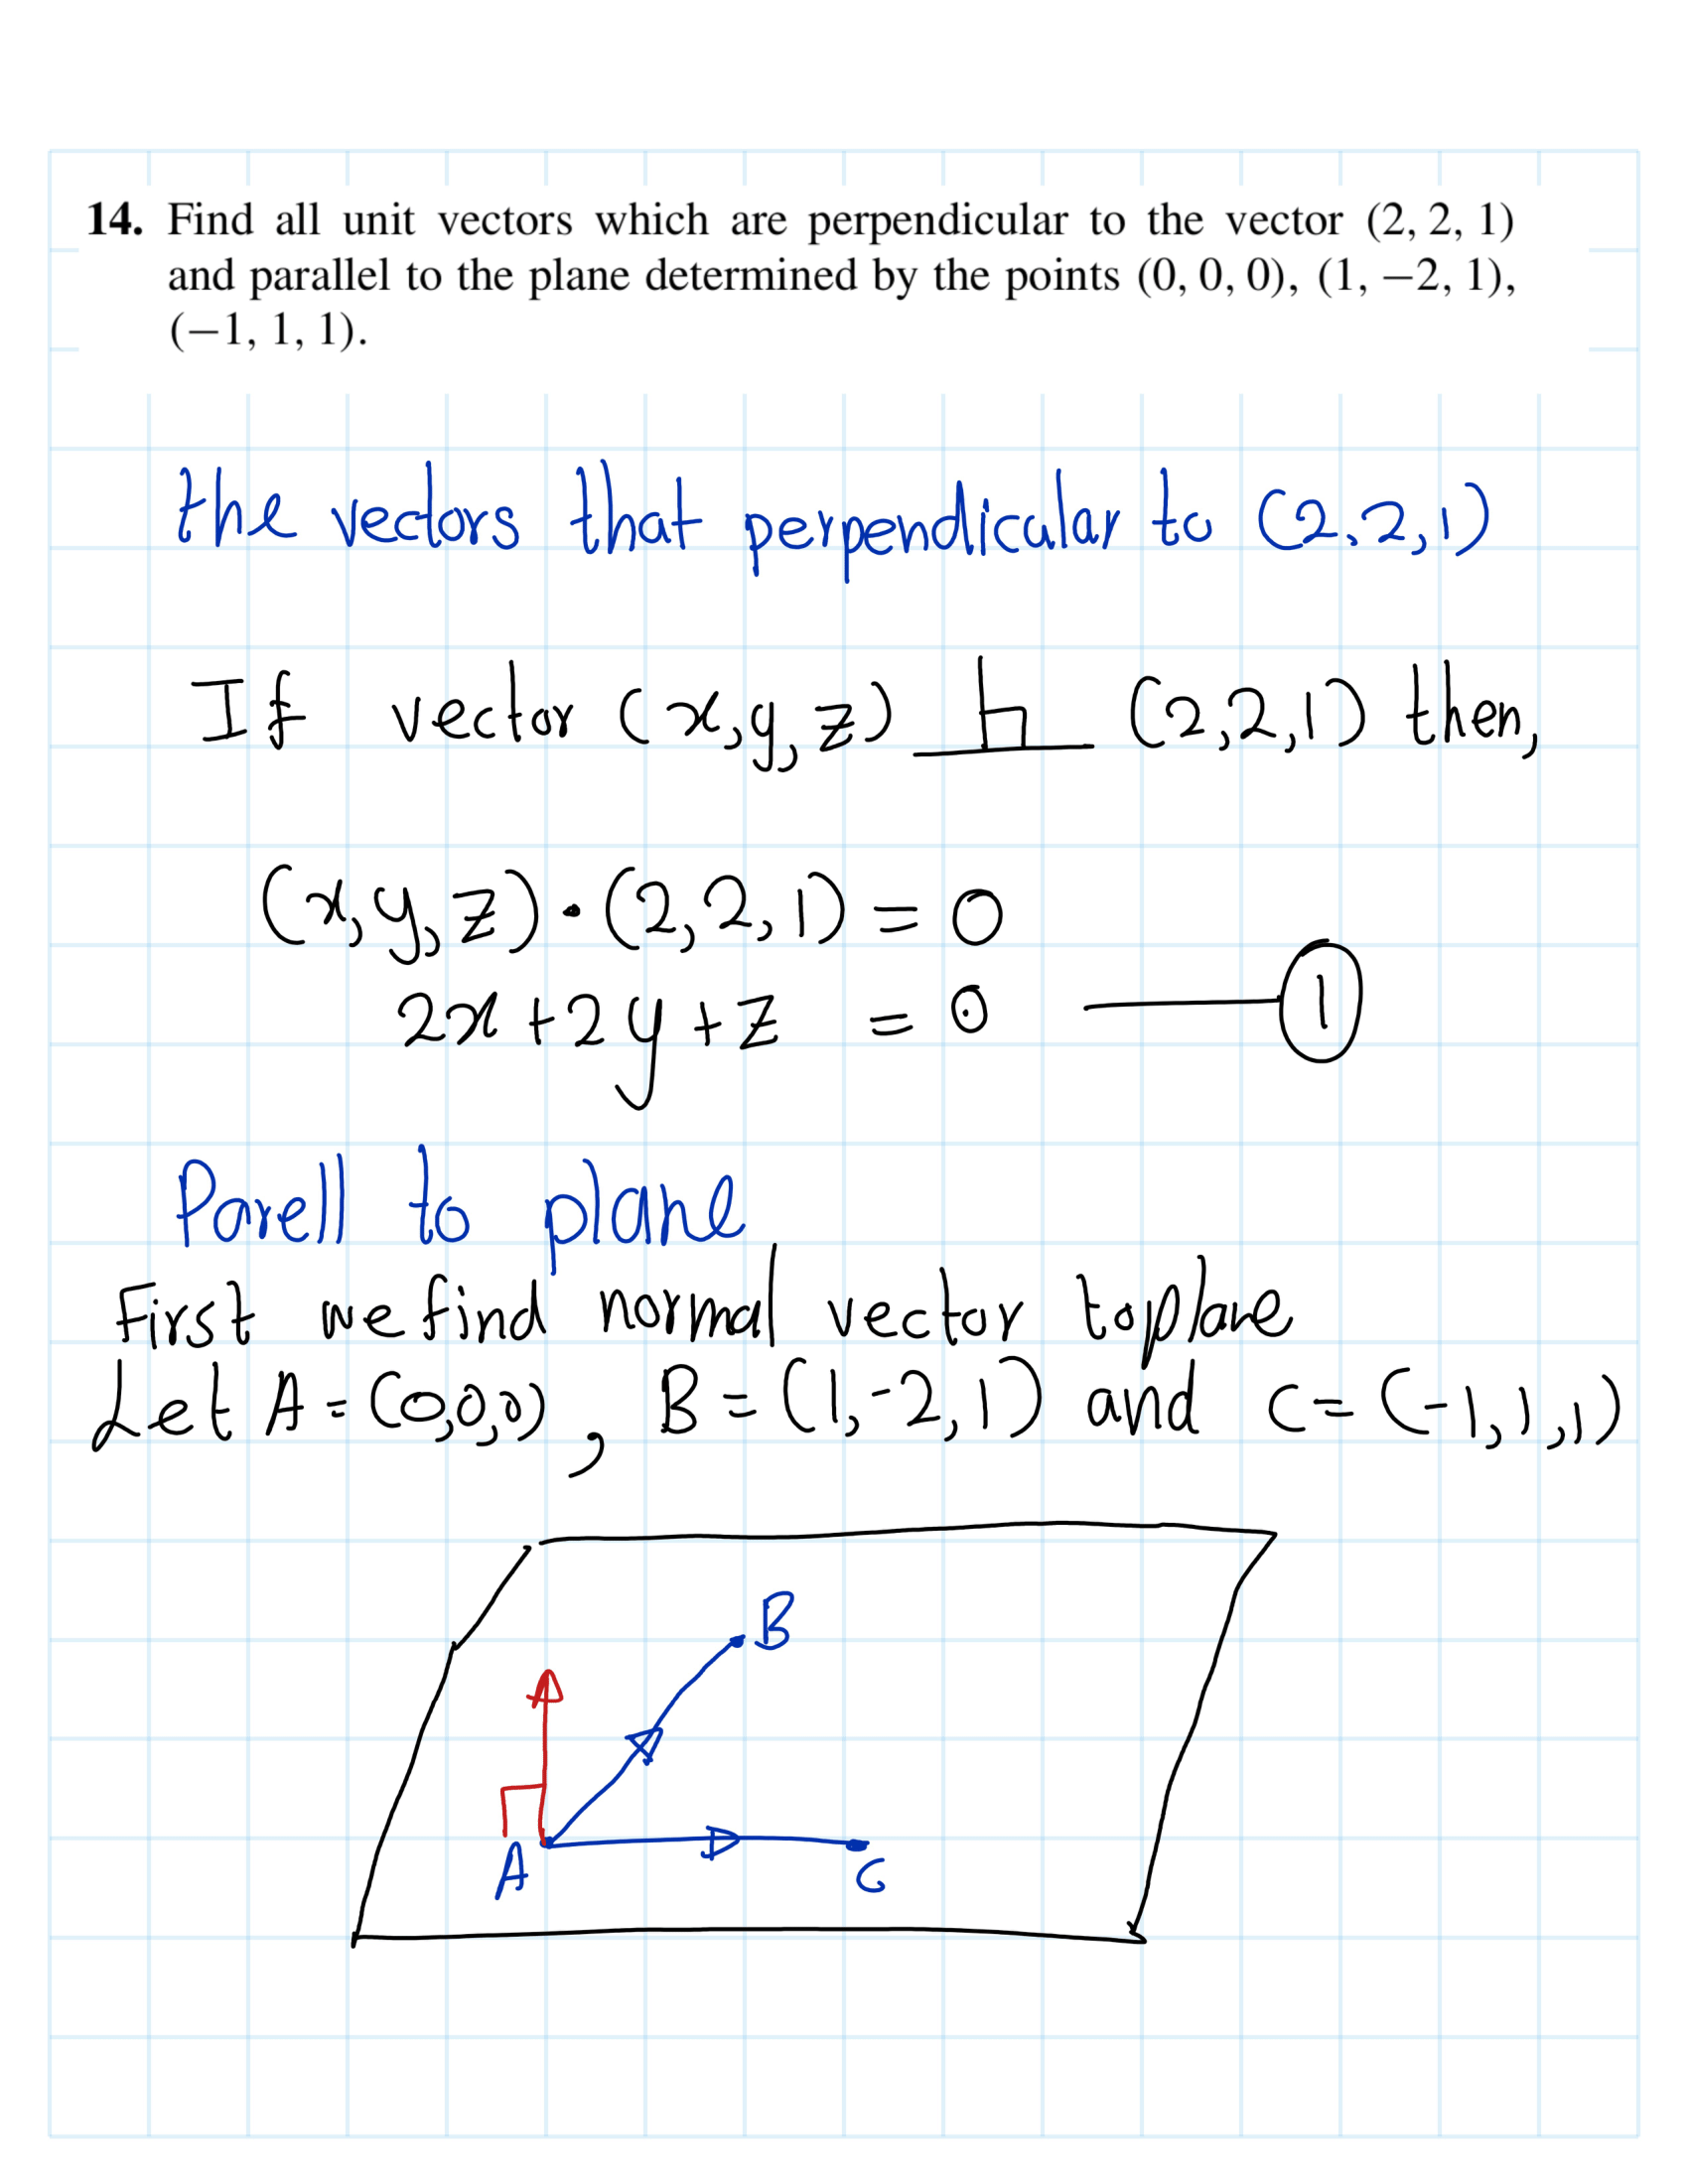 14. Find all unit vectors which are perpendicular to the vector (2, 2, 1)
and parallel to the plane determined by the points (0, 0, 0), (1, −2, 1),
(−1, 1, 1).
the vectors that perpendicular to (2,2,1)
If vector (x,y,z) ⊥ (2,2,1) then,
(x,y,z)·(2,2,1) = 0
2x+2y+z = 0 —— ①
Parell to plane
First we find normal vector to plane
Let A=(0,0,0), B=(1,-2,1) and C=(-1,1,1)
B
A
C